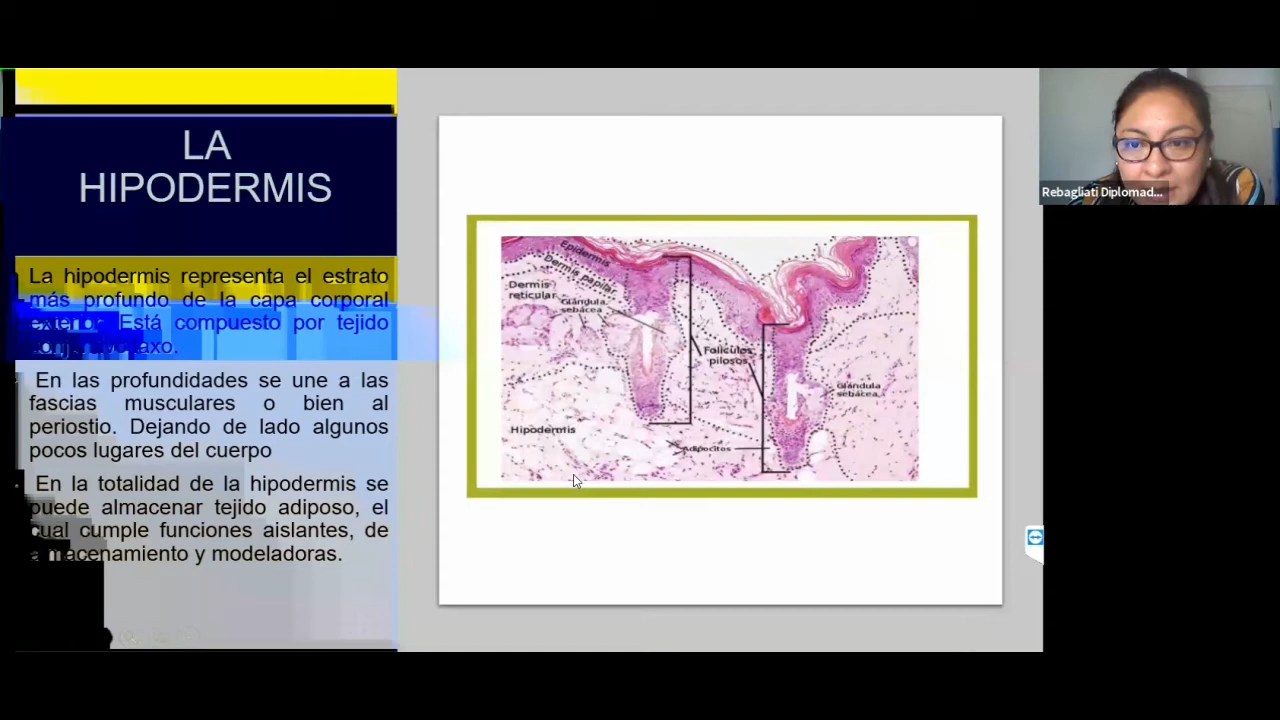 LA
HIPODERMIS
La hipodermis representa el estrato
más profundo de la capa corporal
exterior. Está compuesto por tejido
conjuntivo laxo.
En las profundidades se une a las
fascias musculares o bien al
periostio. Dejando de lado algunos
pocos lugares del cuerpo
En la totalidad de la hipodermis se
puede almacenar tejido adiposo, el
cual cumple funciones aislantes, de
almacenamiento y modeladoras.
Epidermis
Dermis papilar
Dermis
reticular
Glándula
sebácea
Folículos
pilosos
Glándula
sebácea
Hipodermis
Adipocitos
Rebagliati Diplomad...